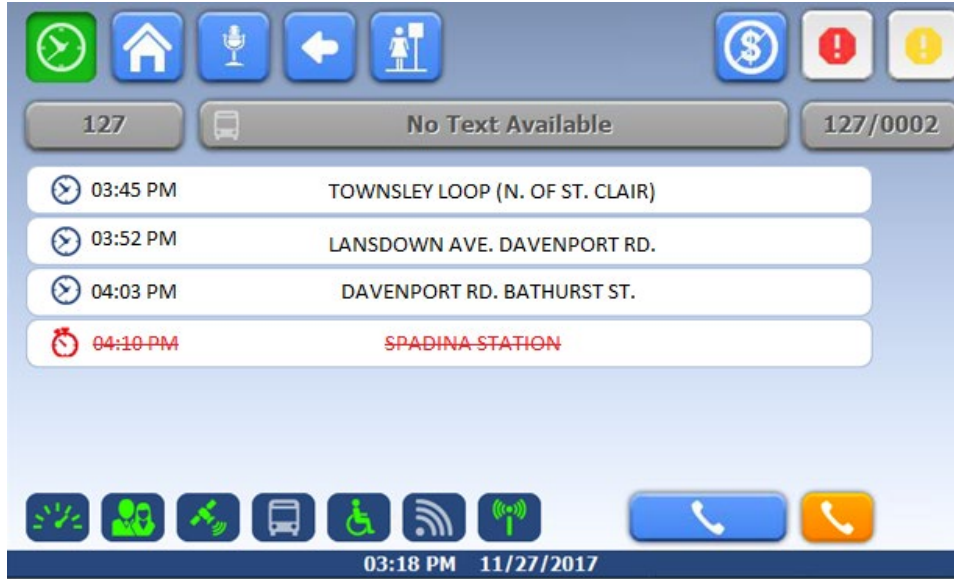 127 No Text Available 127/0002
03:45 PM TOWNSLEY LOOP (N. OF ST. CLAIR)
03:52 PM LANSDOWN AVE. DAVENPORT RD.
04:03 PM DAVENPORT RD. BATHURST ST.
04:10 PM SPADINA STATION
03:18 PM 11/27/2017